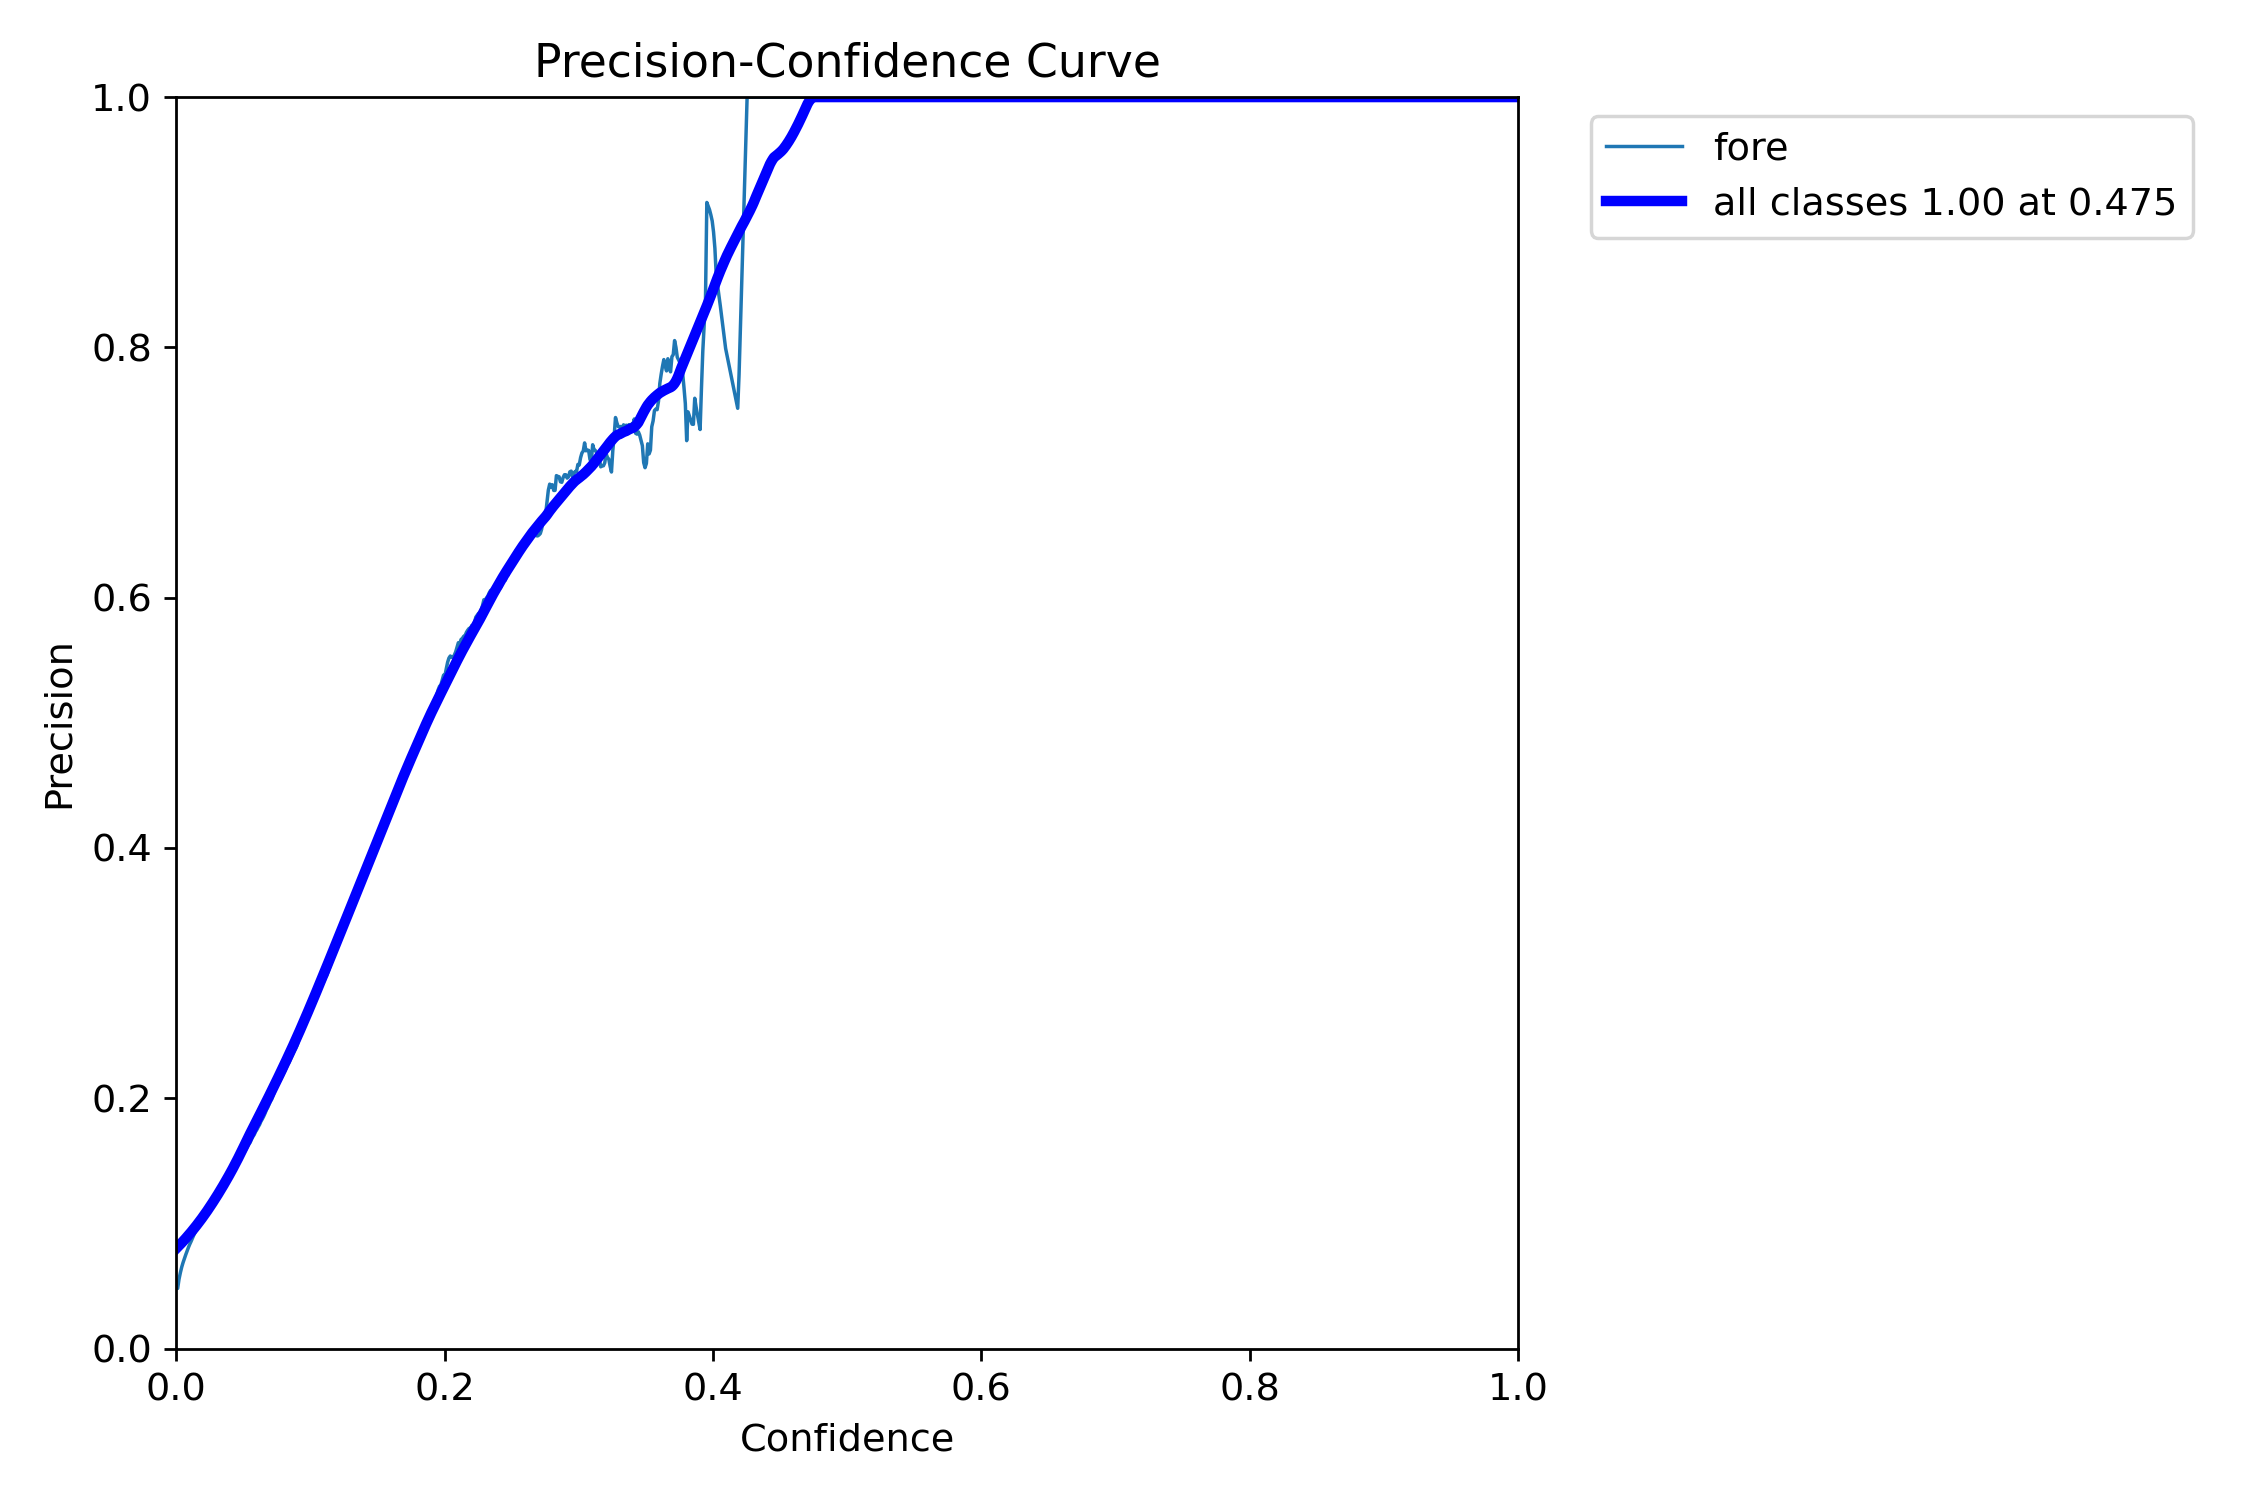 Precision-Confidence Curve
1.0
0.8
0.6
0.4
0.2
0.0
Precision
0.0 0.2 0.4 0.6 0.8 1.0
Confidence
fore
all classes 1.00 at 0.475